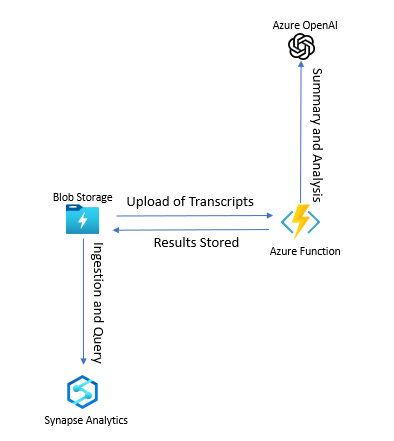 Azure OpenAI
Summary and Analysis
Blob Storage
Upload of Transcripts
Results Stored
Azure Function
Ingestion and Query
Synapse Analytics